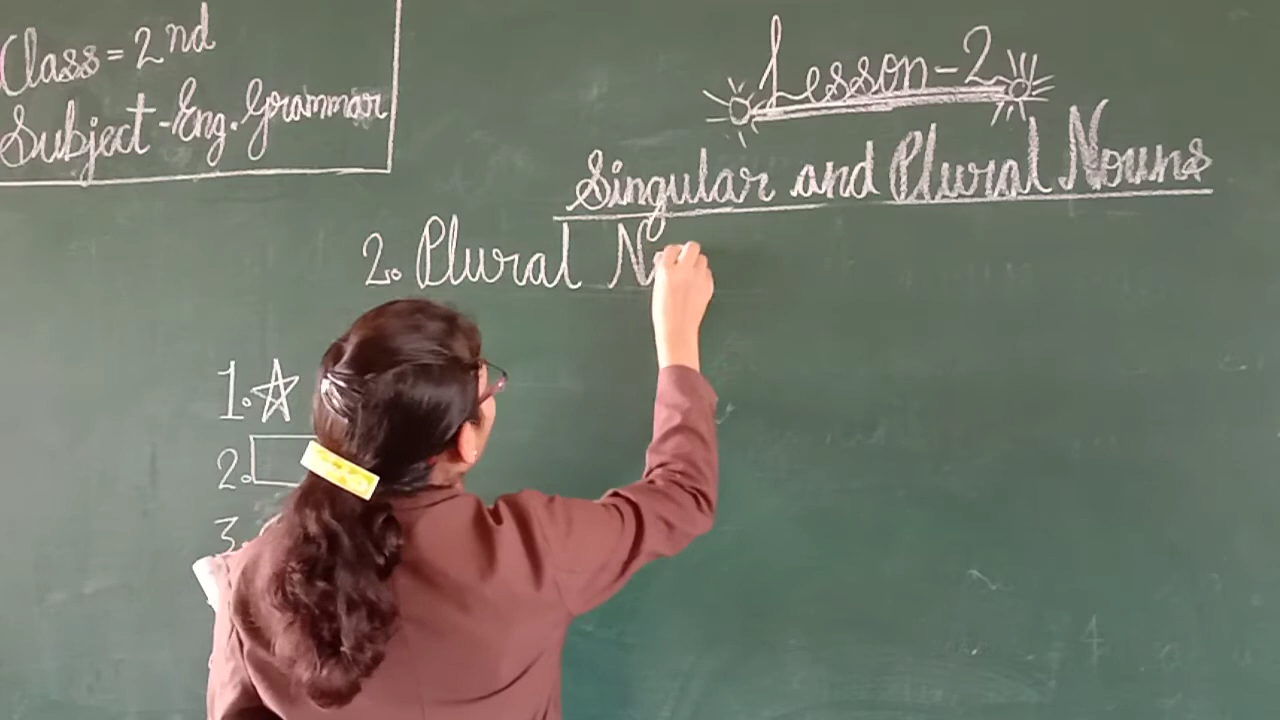 Class = 2nd
Subject - Eng. Grammar
Lesson - 2
Singular and Plural Nouns
2. Plural N
1.
2.
3.